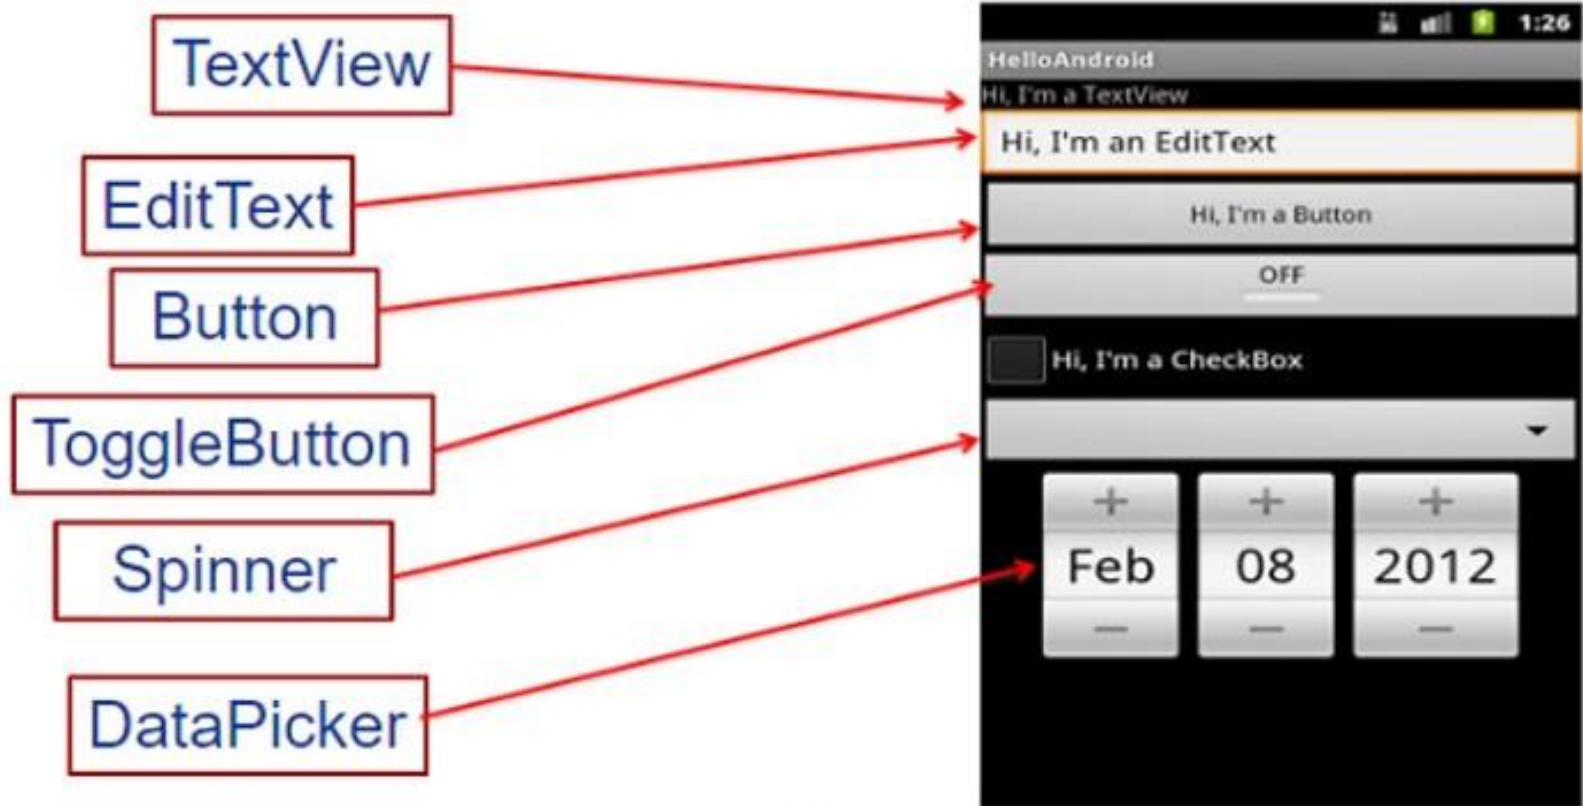 TextView
EditText
Button
ToggleButton
Spinner
DataPicker
1:26
HelloAndroid
Hi, I'm a TextView
Hi, I'm an EditText
Hi, I'm a Button
OFF
Hi, I'm a CheckBox
+ + +
Feb 08 2012
− − −